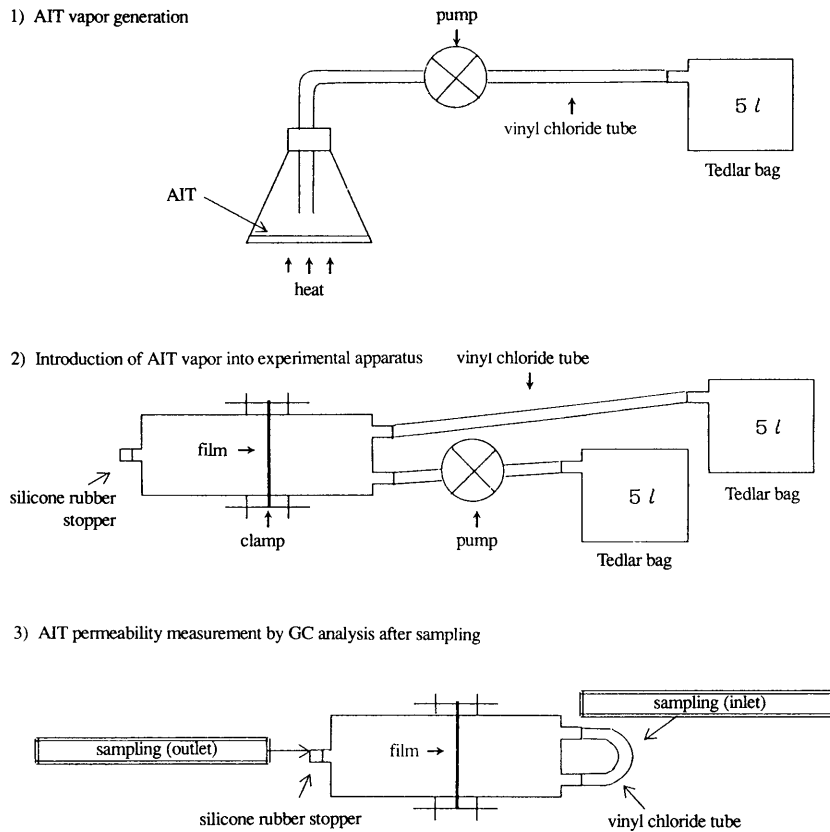 1) AIT vapor generation
pump
5 l
vinyl chloride tube
Tedlar bag
AIT
heat
2) Introduction of AIT vapor into experimental apparatus
vinyl chloride tube
film
5 l
silicone rubber
stopper
5 l
Tedlar bag
clamp
pump
Tedlar bag
3) AIT permeability measurement by GC analysis after sampling
sampling (inlet)
sampling (outlet)
film
silicone rubber stopper
vinyl chloride tube